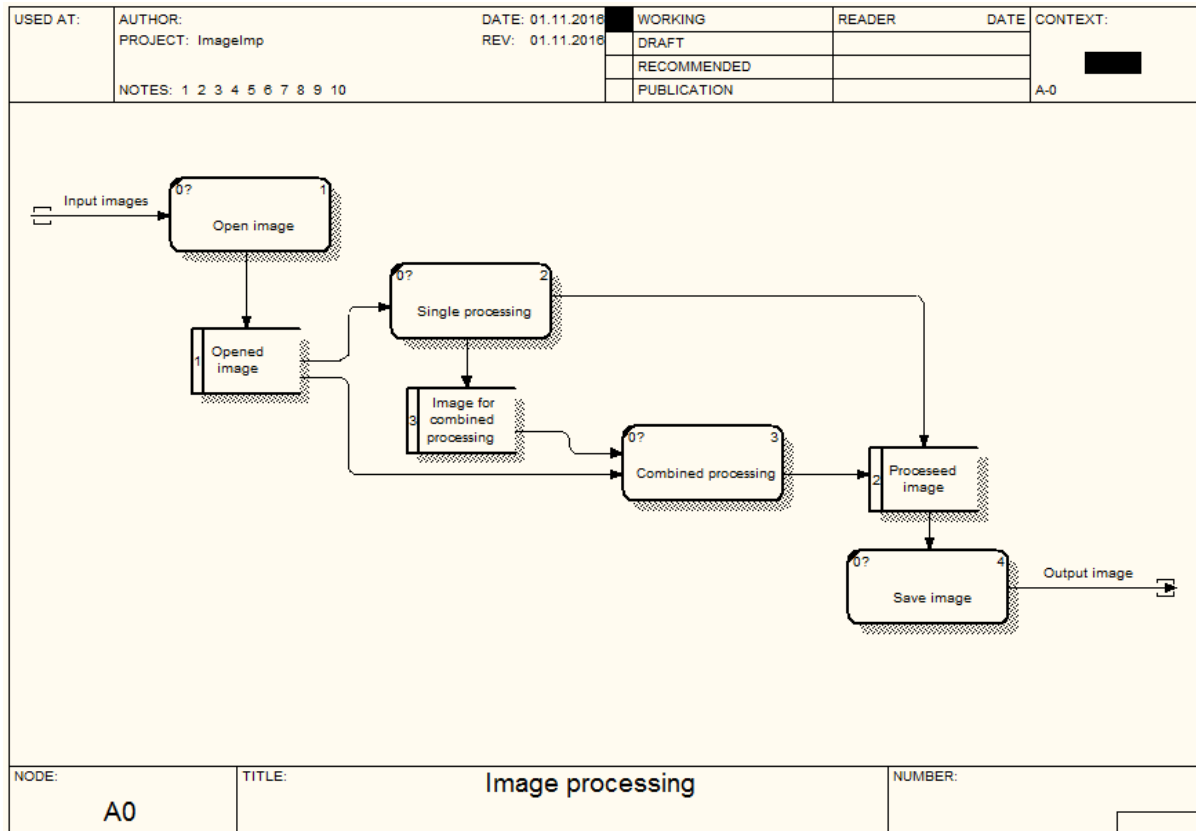 USED AT:
AUTHOR:
DATE: 01.11.2016
WORKING
READER
DATE
CONTEXT:
PROJECT: ImageImp
REV: 01.11.2016
DRAFT
RECOMMENDED
NOTES: 1 2 3 4 5 6 7 8 9 10
PUBLICATION
A-0
Input images
0?
1
Open image
0?
2
Single processing
1
Opened
image
3
Image for
combined
processing
0?
3
Combined processing
2
Proceseed
image
0?
4
Save image
Output image
NODE:
TITLE:
Image processing
NUMBER:
A0